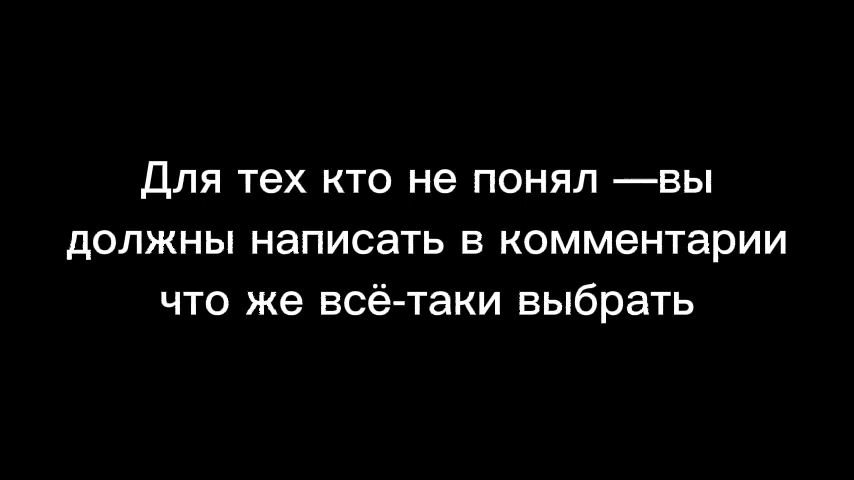 Для тех кто не понял —вы
должны написать в комментарии
что же всё-таки выбрать